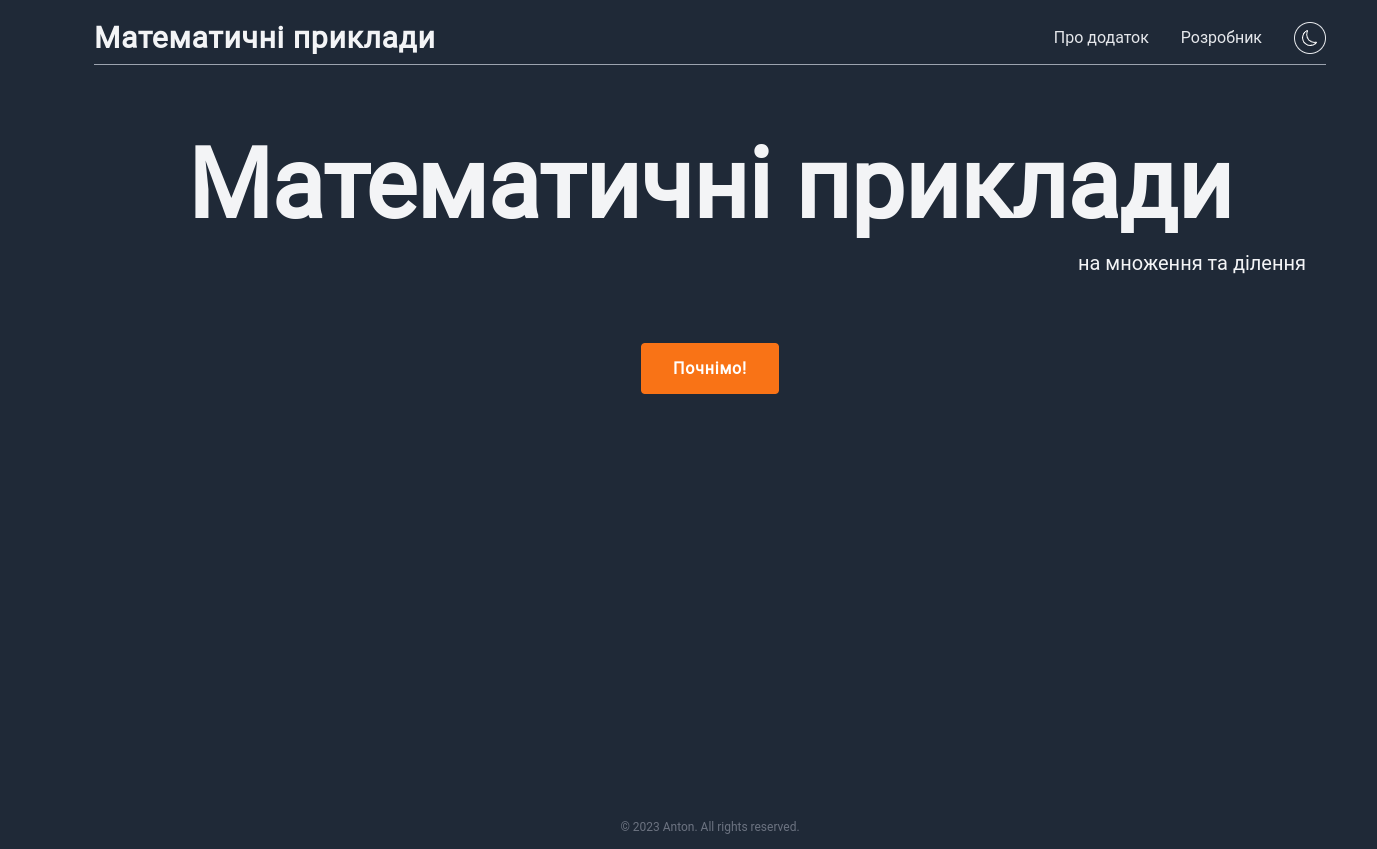 Математичні приклади
Про додаток
Розробник
Математичні приклади
на множення та ділення
Почнімо!
© 2023 Anton. All rights reserved.